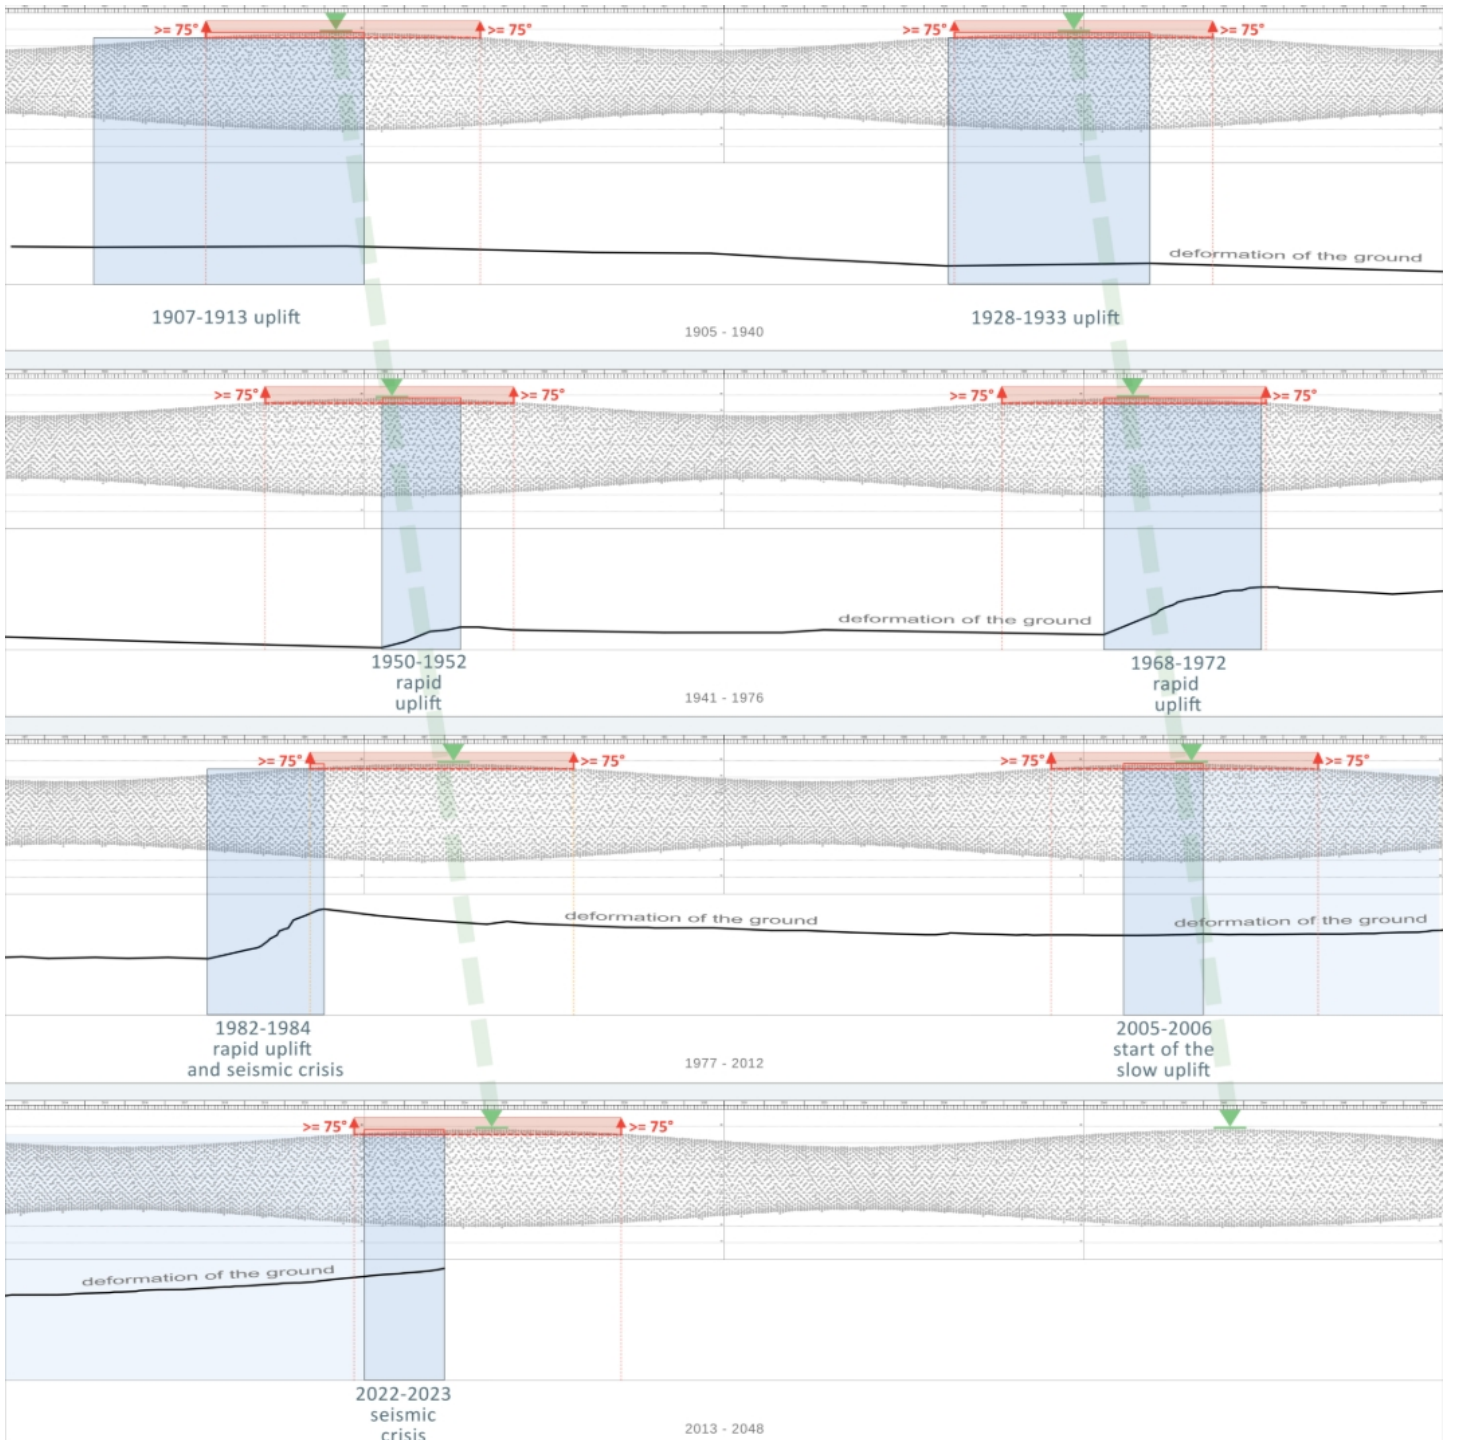 >= 75°
>= 75°
>= 75°
>= 75°
deformation of the ground
1907-1913 uplift
1928-1933 uplift
1905 - 1940
>= 75°
>= 75°
>= 75°
>= 75°
deformation of the ground
1950-1952
rapid
uplift
1968-1972
rapid
uplift
1941 - 1976
>= 75°
>= 75°
>= 75°
>= 75°
deformation of the ground
deformation of the ground
1982-1984
rapid uplift
and seismic crisis
2005-2006
start of the
slow uplift
1977 - 2012
>= 75°
>= 75°
deformation of the ground
2022-2023
seismic
crisis
2013 - 2048